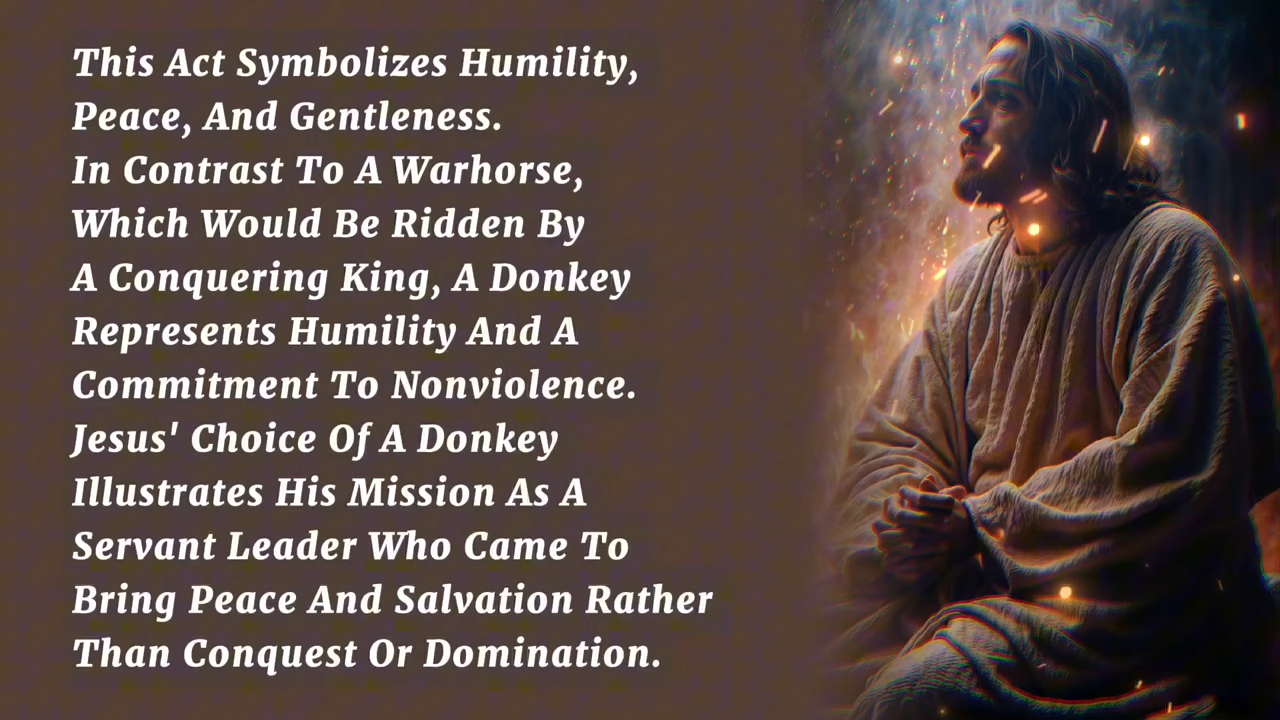 This Act Symbolizes Humility,
Peace, And Gentleness.
In Contrast To A Warhorse,
Which Would Be Ridden By
A Conquering King, A Donkey
Represents Humility And A
Commitment To Nonviolence.
Jesus' Choice Of A Donkey
Illustrates His Mission As A
Servant Leader Who Came To
Bring Peace And Salvation Rather
Than Conquest Or Domination.